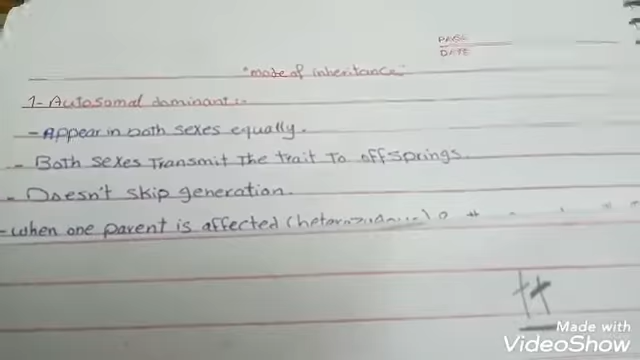 PAGE
DATE
"mode of inheritance"
1- Autosomal dominant :-
- Appear in both sexes equally.
- Both sexes Transmit The trait To offsprings.
- Doesn't skip generation.
- when one parent is affected
Made with
VideoShow